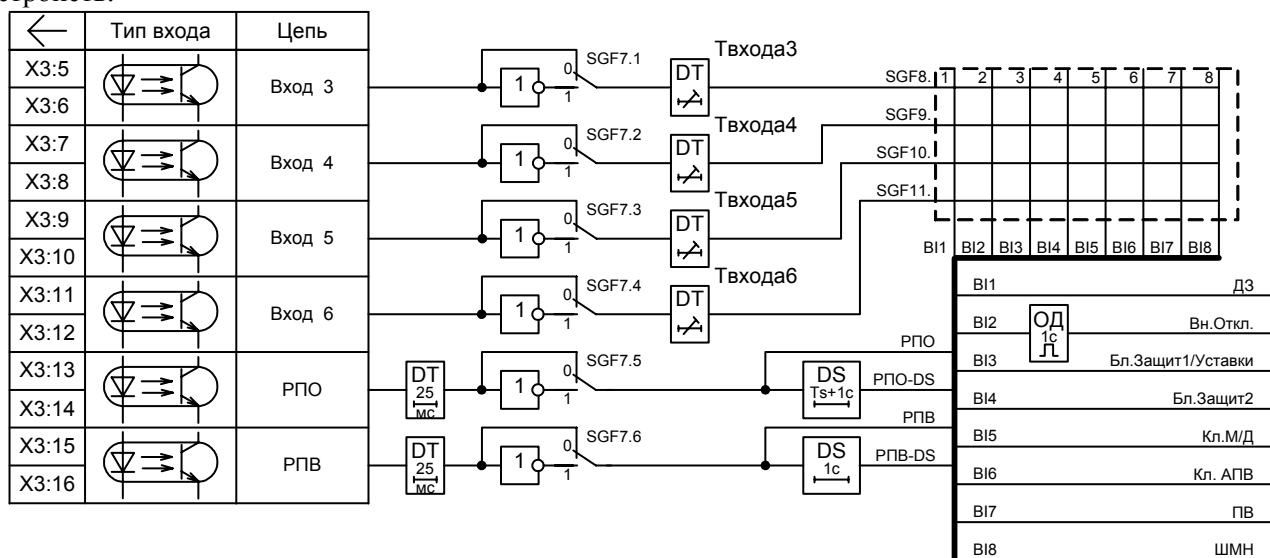 Тип входа Цепь
X3:5
X3:6
Вход 3
1
0
1
SGF7.1
DT
Tвхода3
X3:7
X3:8
Вход 4
1
0
1
SGF7.2
DT
Tвхода4
X3:9
X3:10
Вход 5
1
0
1
SGF7.3
DT
Tвхода5
X3:11
X3:12
Вход 6
1
0
1
SGF7.4
DT
Tвхода6
X3:13
X3:14
РПО
DT
25
мс
1
0
1
SGF7.5
DS
Ts+1c
РПО
РПО-DS
X3:15
X3:16
РПВ
DT
25
мс
1
0
1
SGF7.6
DS
1c
РПВ
РПВ-DS
SGF8. 1 2 3 4 5 6 7 8
SGF9.
SGF10.
SGF11.
BI1 BI2 BI3 BI4 BI5 BI6 BI7 BI8
BI1 ДЗ
BI2 ОД 1с Вн.Откл.
BI3 Бл.Защит1/Уставки
BI4 Бл.Защит2
BI5 Кл.М/Д
BI6 Кл. АПВ
BI7 ПВ
BI8 ШМН